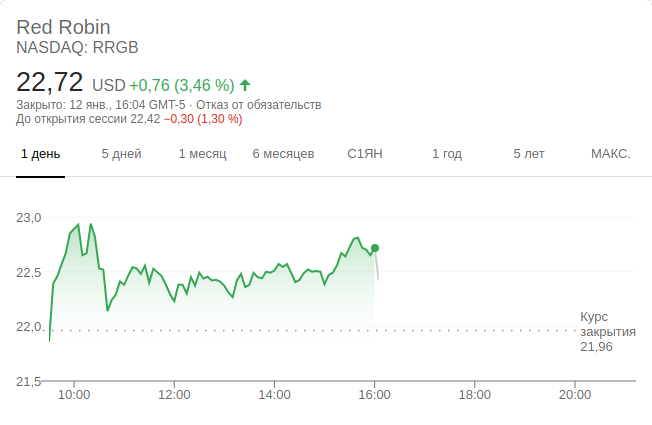 Red Robin
NASDAQ: RRGB
22,72 USD +0,76 (3,46 %)
Закрыто: 12 янв., 16:04 GMT-5 · Отказ от обязательств
До открытия сессии 22,42 −0,30 (1,30 %)
1 день 5 дней 1 месяц 6 месяцев С1ЯН 1 год 5 лет МАКС.
23,0
22,5
22,0
Курс
закрытия
21,96
21,5
10:00 12:00 14:00 16:00 18:00 20:00